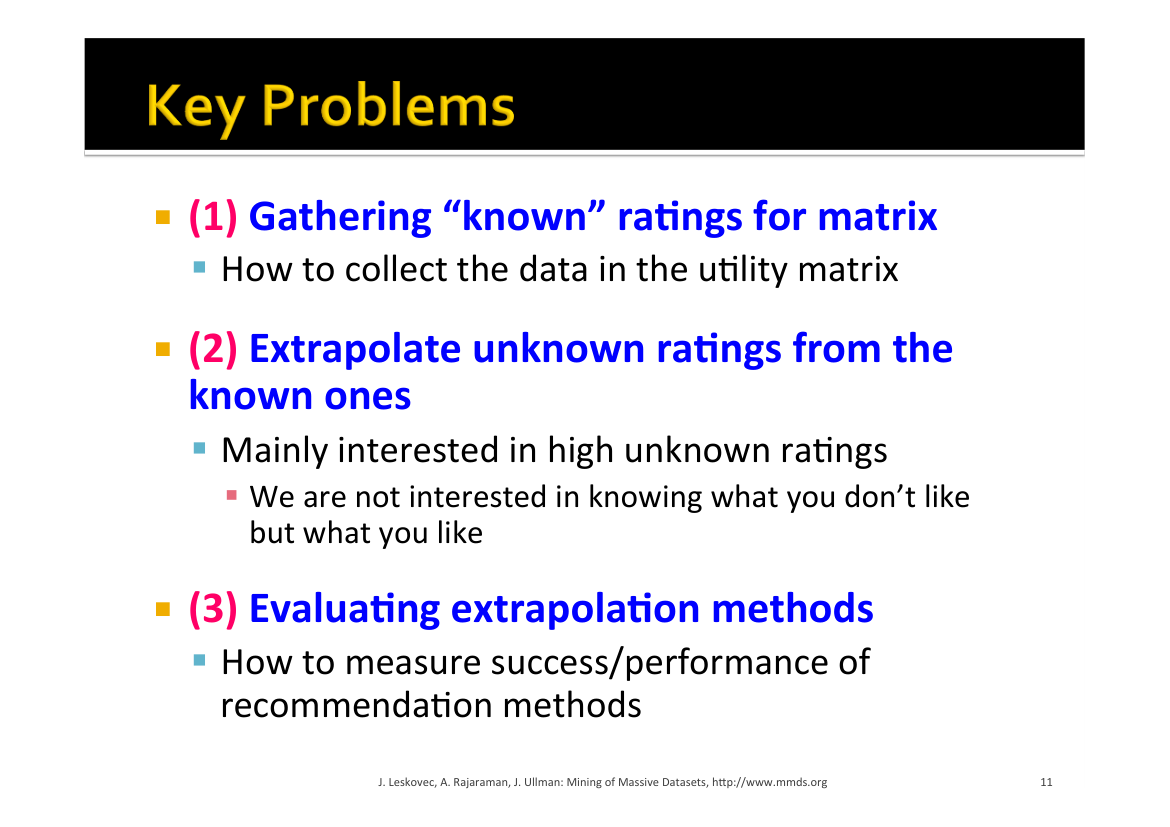 Key Problems
(1) Gathering “known” ratings for matrix
How to collect the data in the utility matrix
(2) Extrapolate unknown ratings from the
known ones
Mainly interested in high unknown ratings
We are not interested in knowing what you don’t like
but what you like
(3) Evaluating extrapolation methods
How to measure success/performance of
recommendation methods
J. Leskovec, A. Rajaraman, J. Ullman: Mining of Massive Datasets, http://www.mmds.org
11